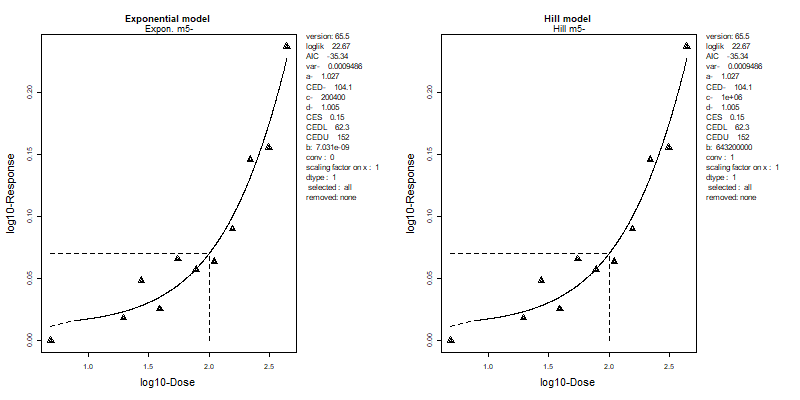 Exponential model
Expon. m5-
version: 65.5
loglik 22.67
AIC -35.34
var- 0.0009486
a- 1.027
CED- 104.1
c- 200400
d- 1.005
CES 0.15
CEDL 62.3
CEDU 152
b: 7.031e-09
conv : 0
scaling factor on x : 1
dtype : 1
selected : all
removed: none
log10-Response
0.00
0.05
0.10
0.15
0.20
1.0
1.5
2.0
2.5
log10-Dose
Hill model
Hill m5-
version: 65.5
loglik 22.67
AIC -35.34
var- 0.0009486
a- 1.027
CED- 104.1
c- 1e+06
d- 1.005
CES 0.15
CEDL 62.3
CEDU 152
b: 643200000
conv : 1
scaling factor on x : 1
dtype : 1
selected : all
removed: none
log10-Response
0.00
0.05
0.10
0.15
0.20
1.0
1.5
2.0
2.5
log10-Dose